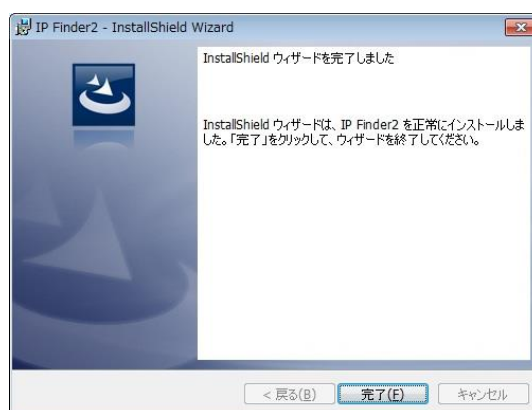 IP Finder2 - InstallShield Wizard
InstallShield ウィザードを完了しました
InstallShield ウィザードは、IP Finder2 を正常にインストールしま
した。「完了」をクリックして、ウィザードを終了してください。
< 戻る(B) 完了(F) キャンセル